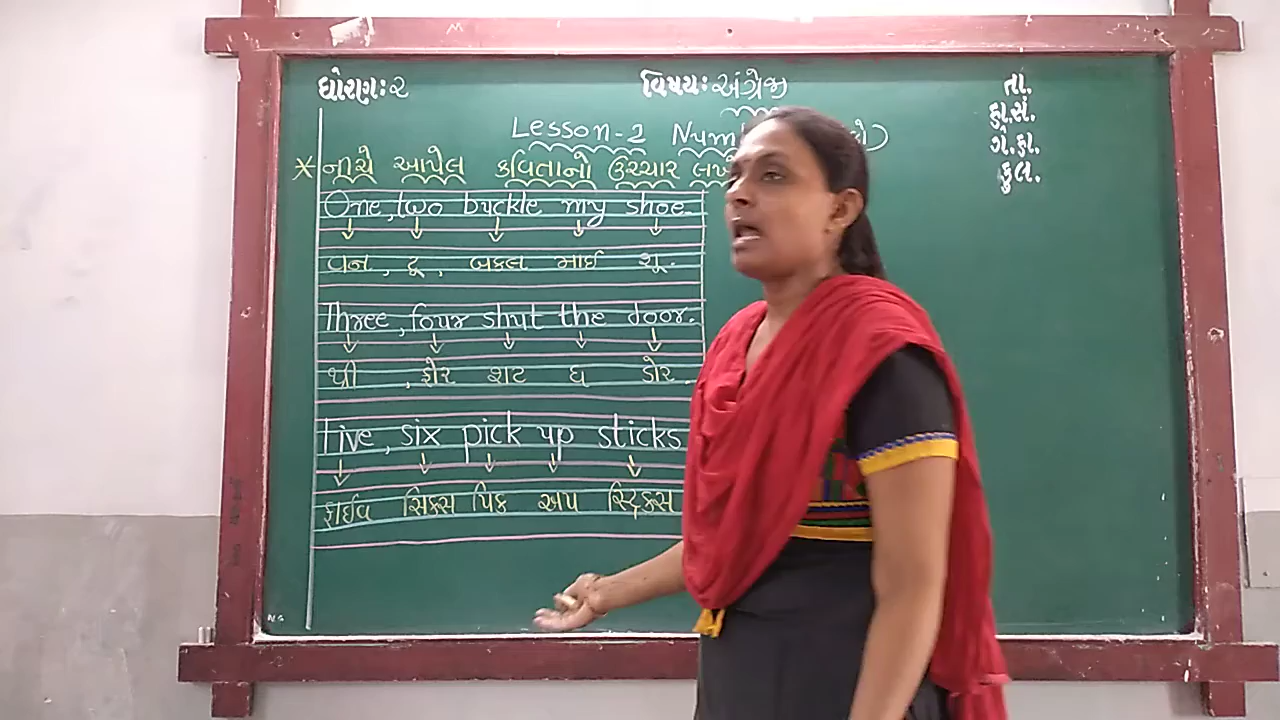 ધોરણઃ૨ વિષયઃઅંગ્રેજી તા.
હા.સં.
ગે.હા.
કુલ.
Lesson-2
* નીચે આપેલ કવિતાનો ઉચ્ચાર
One, two buckle my shoe.
વન, ટૂ, બકલ માઈ શૂ.
Three, four shut the door.
થ્રી, ફોર શટ ધ ડોર.
Five, six pick up sticks
ફાઈવ સિક્સ પિક અપ સ્ટિક્સ
N.G